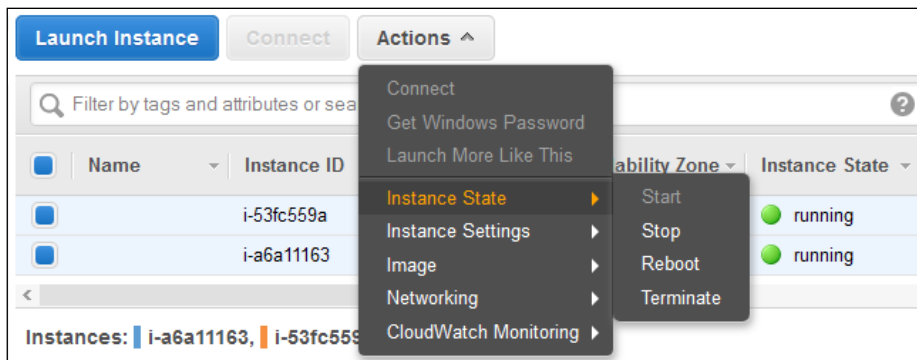 Launch Instance Connect Actions
Connect
Filter by tags and attributes or sea
Get Windows Password
Launch More Like This
Name Instance ID ability Zone Instance State
Instance State Start
i-53fc559a running
Instance Settings Stop
i-a6a11163 running
Image Reboot
Networking Terminate
CloudWatch Monitoring
Instances: i-a6a11163, i-53fc559